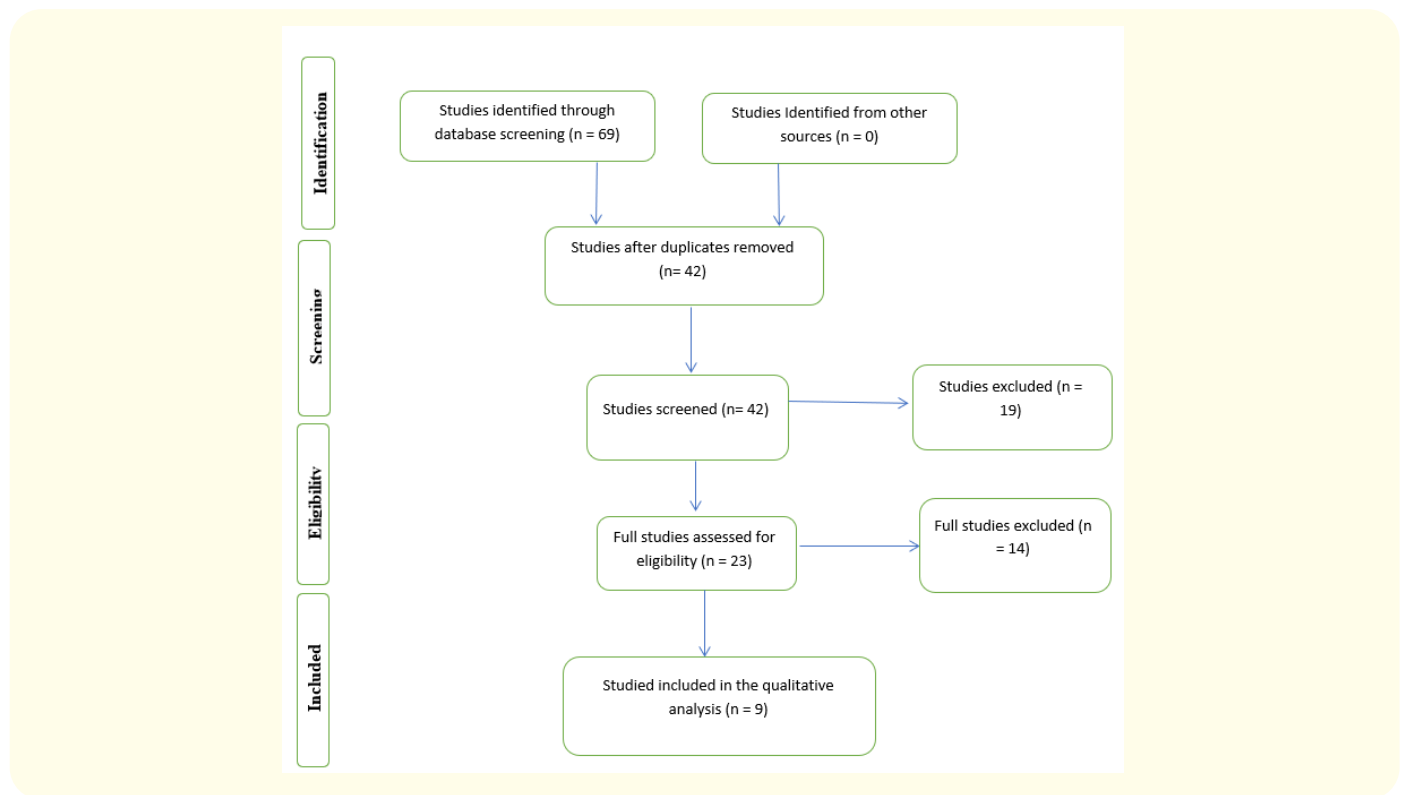 Identification
Studies identified through
database screening (n = 69)
Studies Identified from other
sources (n = 0)
Screening
Studies after duplicates removed
(n= 42)
Studies screened (n= 42)
Studies excluded (n =
19)
Eligibility
Full studies assessed for
eligibility (n = 23)
Full studies excluded (n
= 14)
Included
Studied included in the qualitative
analysis (n = 9)